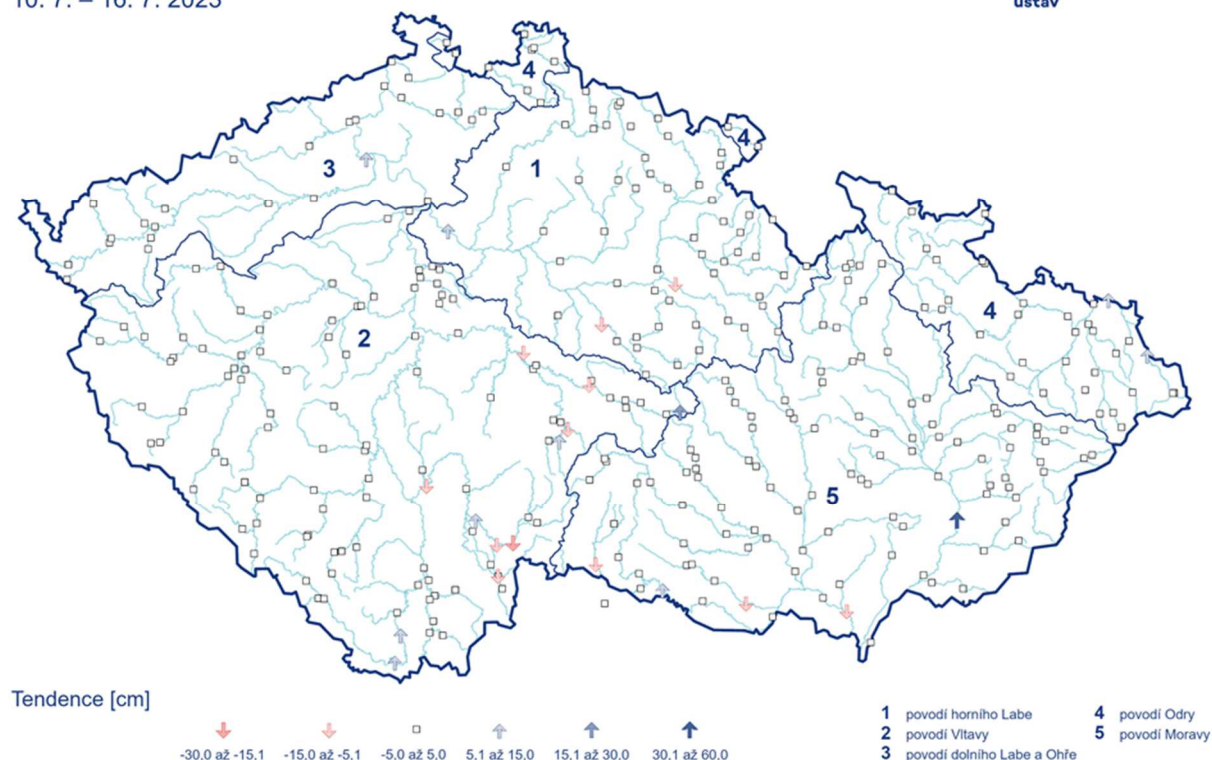 10. 7. – 16. 7. 2023
ústav
4
4
3
1
4
2
5
Tendence [cm]
-30,0 až -15,1
-15,0 až -5,1
-5,0 až 5,0
5,1 až 15,0
15,1 až 30,0
30,1 až 60,0
1 povodí horního Labe
2 povodí Vltavy
3 povodí dolního Labe a Ohře
4 povodí Odry
5 povodí Moravy